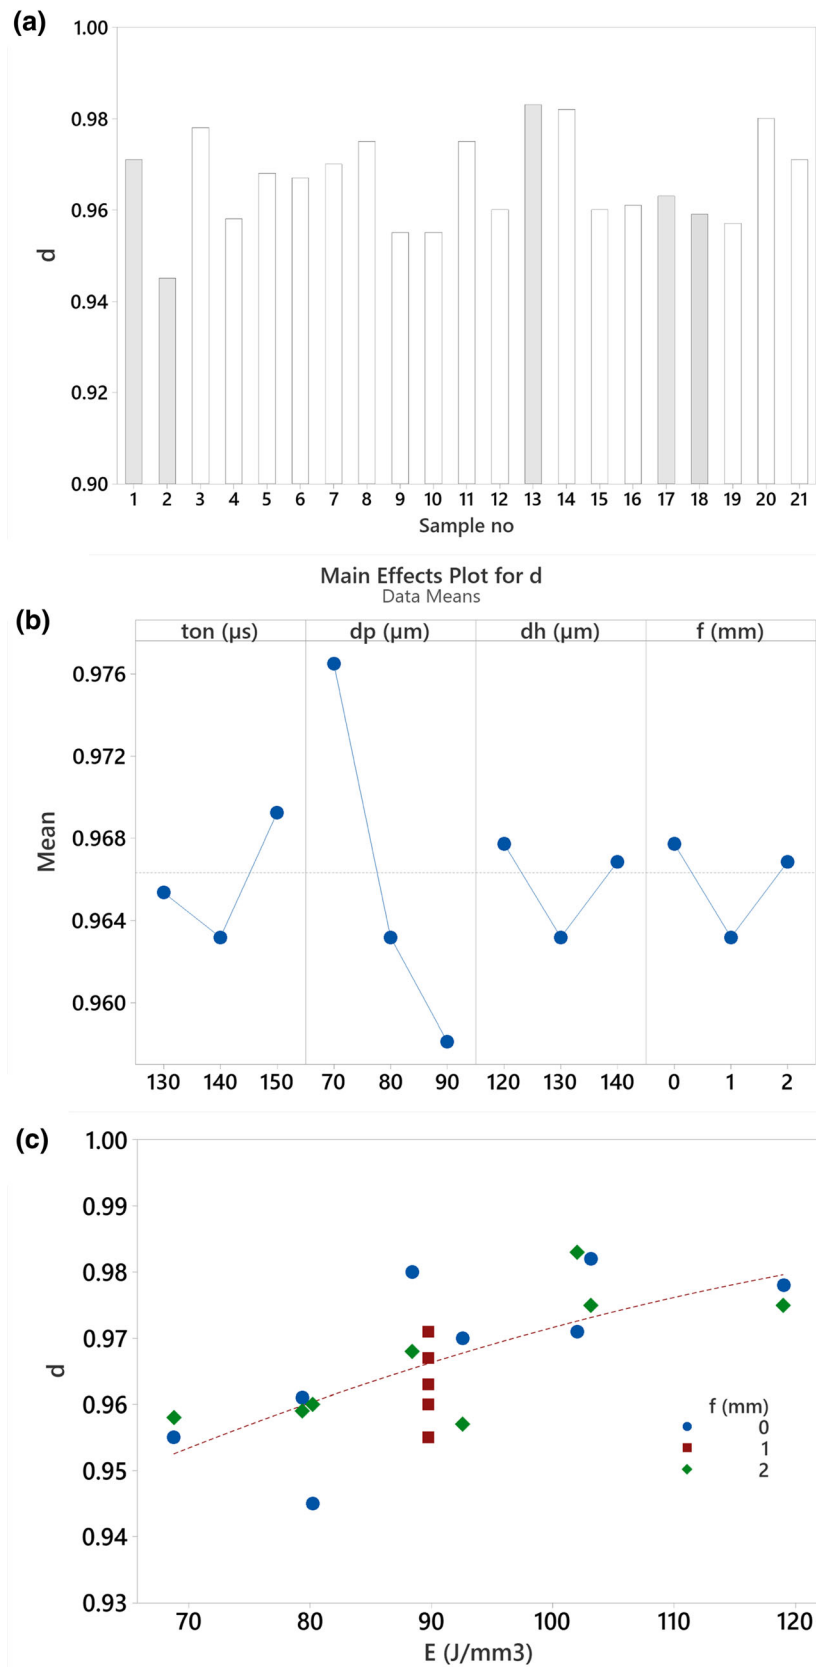 (a)
1.00
0.98
0.96
0.94
0.92
0.90
d
1 2 3 4 5 6 7 8 9 10 11 12 13 14 15 16 17 18 19 20 21
Sample no
Main Effects Plot for d
Data Means
(b)
ton (µs) dp (µm) dh (µm) f (mm)
0.976
0.972
0.968
0.964
0.960
Mean
130 140 150 70 80 90 120 130 140 0 1 2
(c)
1.00
0.99
0.98
0.97
0.96
0.95
0.94
0.93
d
f (mm)
0
1
2
70 80 90 100 110 120
E (J/mm3)